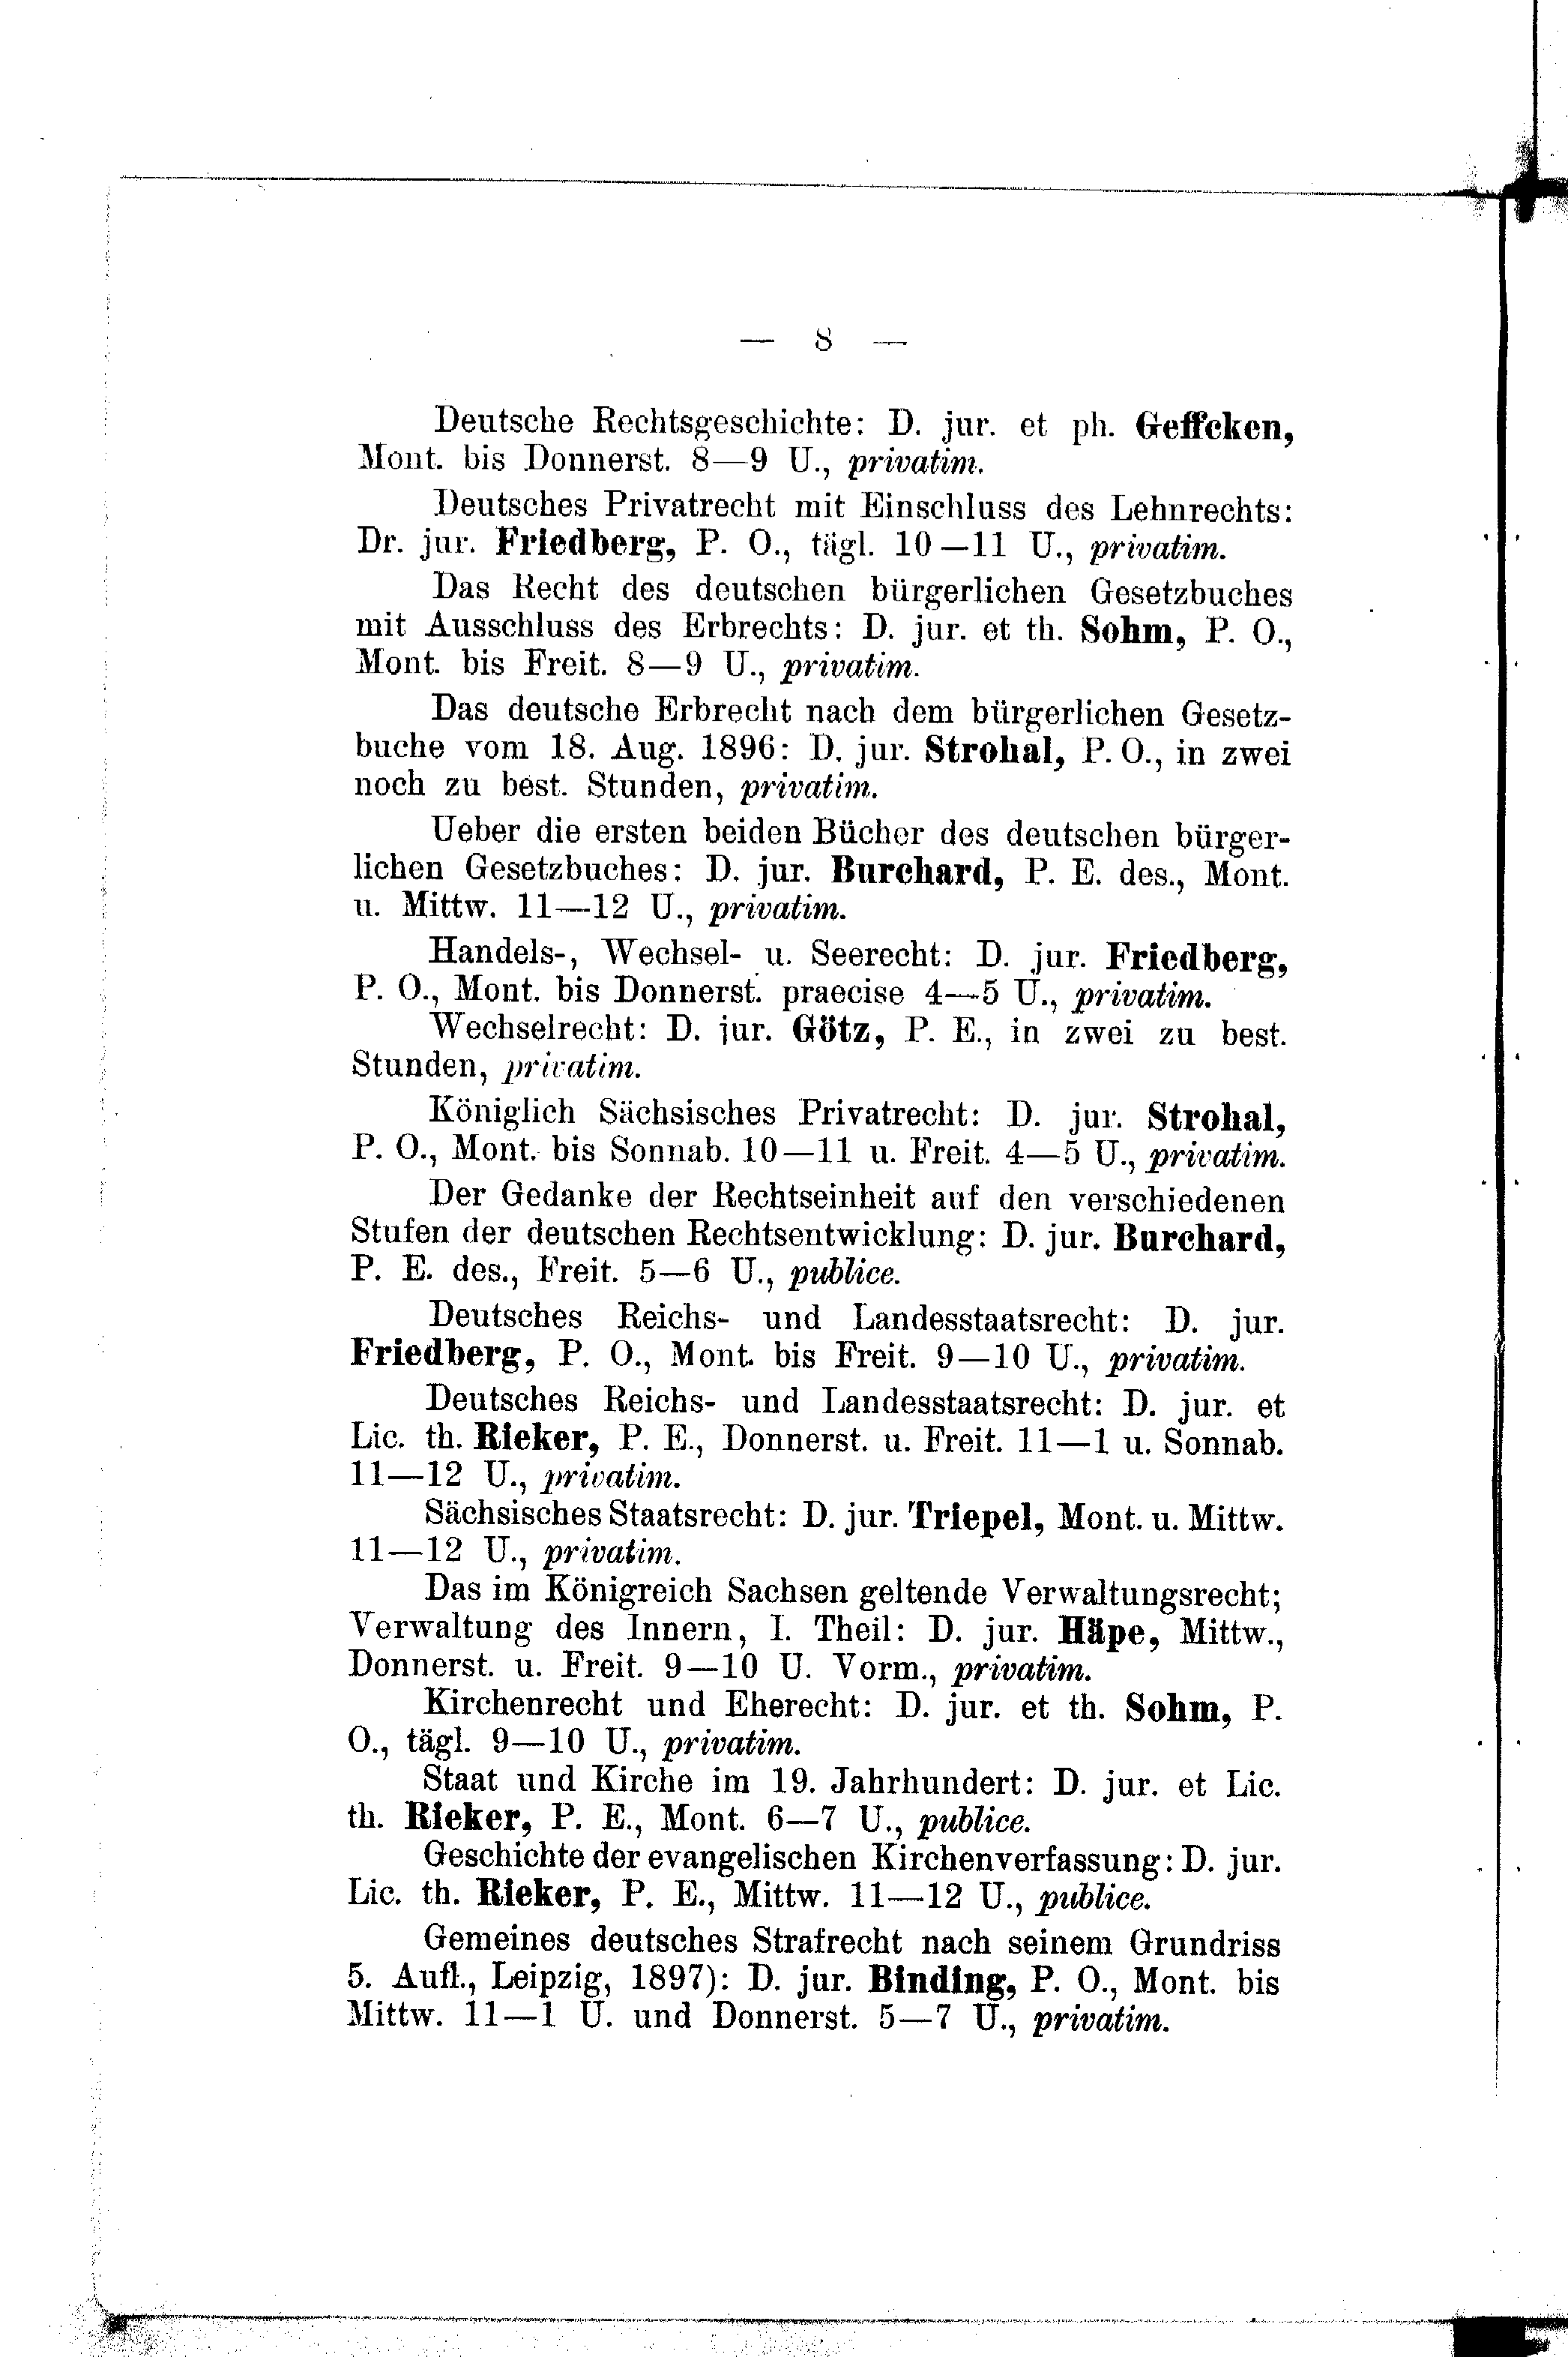 — 8 —
Deutsche Rechtsgeschichte: D. jur. et ph. Geffcken,
Mont. bis Donnerst. 8—9 U., privatim.
Deutsches Privatrecht mit Einschluss des Lehnrechts:
Dr. jur. Friedberg, P. O., tägl. 10—11 U., privatim.
Das Recht des deutschen bürgerlichen Gesetzbuches
mit Ausschluss des Erbrechts: D. jur. et th. Sohm, P. O.,
Mont. bis Freit. 8—9 U., privatim.
Das deutsche Erbrecht nach dem bürgerlichen Gesetz-
buche vom 18. Aug. 1896: D. jur. Strohal, P. O., in zwei
noch zu best. Stunden, privatim.
Ueber die ersten beiden Bücher des deutschen bürger-
lichen Gesetzbuches: D. jur. Burchard, P. E. des., Mont.
u. Mittw. 11—12 U., privatim.
Handels-, Wechsel- u. Seerecht: D. jur. Friedberg,
P. O., Mont. bis Donnerst. praecise 4—5 U., privatim.
Wechselrecht: D. jur. Götz, P. E., in zwei zu best.
Stunden, privatim.
Königlich Sächsisches Privatrecht: D. jur. Strohal,
P. O., Mont. bis Sonnab. 10—11 u. Freit. 4—5 U., privatim.
Der Gedanke der Rechtseinheit auf den verschiedenen
Stufen der deutschen Rechtsentwicklung: D. jur. Burchard,
P. E. des., Freit. 5—6 U., publice.
Deutsches Reichs- und Landesstaatsrecht: D. jur.
Friedberg, P. O., Mont. bis Freit. 9—10 U., privatim.
Deutsches Reichs- und Landesstaatsrecht: D. jur. et
Lic. th. Rieker, P. E., Donnerst. u. Freit. 11—1 u. Sonnab.
11—12 U., privatim.
Sächsisches Staatsrecht: D. jur. Triepel, Mont. u. Mittw.
11—12 U., privatim.
Das im Königreich Sachsen geltende Verwaltungsrecht;
Verwaltung des Innern, I. Theil: D. jur. Häpe, Mittw.,
Donnerst. u. Freit. 9—10 U. Vorm., privatim.
Kirchenrecht und Eherecht: D. jur. et th. Sohm, P.
O., tägl. 9—10 U., privatim.
Staat und Kirche im 19. Jahrhundert: D. jur. et Lic.
th. Rieker, P. E., Mont. 6—7 U., publice.
Geschichte der evangelischen Kirchenverfassung: D. jur.
Lic. th. Rieker, P. E., Mittw. 11—12 U., publice.
Gemeines deutsches Strafrecht nach seinem Grundriss
5. Aufl., Leipzig, 1897): D. jur. Binding, P. O., Mont. bis
Mittw. 11—1 U. und Donnerst. 5—7 U., privatim.